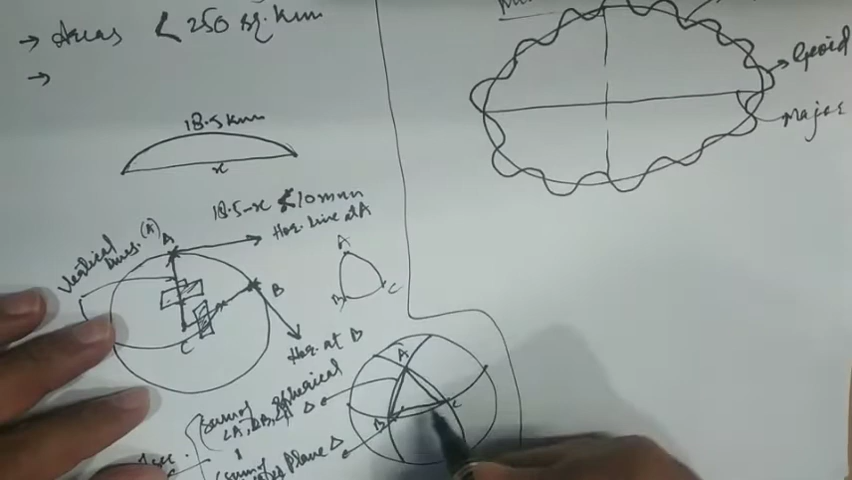 → Areas < 250 sq. km
→
18.5 km
x
18.5 - x < 10 mm
Hor. Line at A
Vertical Lines. (A)
A
B
C
Hor. at B
A
B
C
A
B
C
Spherical Δ
(sum of ∠A, ∠B, ∠C)
Plane Δ
(sum of
Geoid
Major